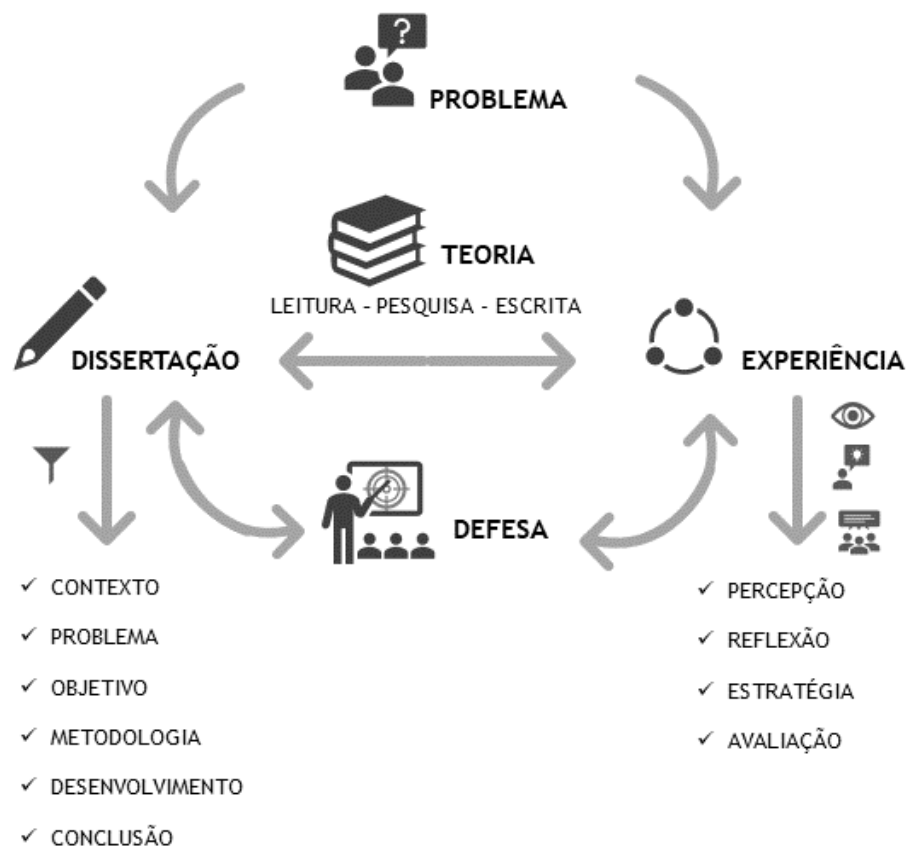 ?
PROBLEMA
TEORIA
LEITURA - PESQUISA - ESCRITA
DISSERTAÇÃO
EXPERIÊNCIA
DEFESA
✓ CONTEXTO
✓ PROBLEMA
✓ OBJETIVO
✓ METODOLOGIA
✓ DESENVOLVIMENTO
✓ CONCLUSÃO
✓ PERCEPÇÃO
✓ REFLEXÃO
✓ ESTRATÉGIA
✓ AVALIAÇÃO